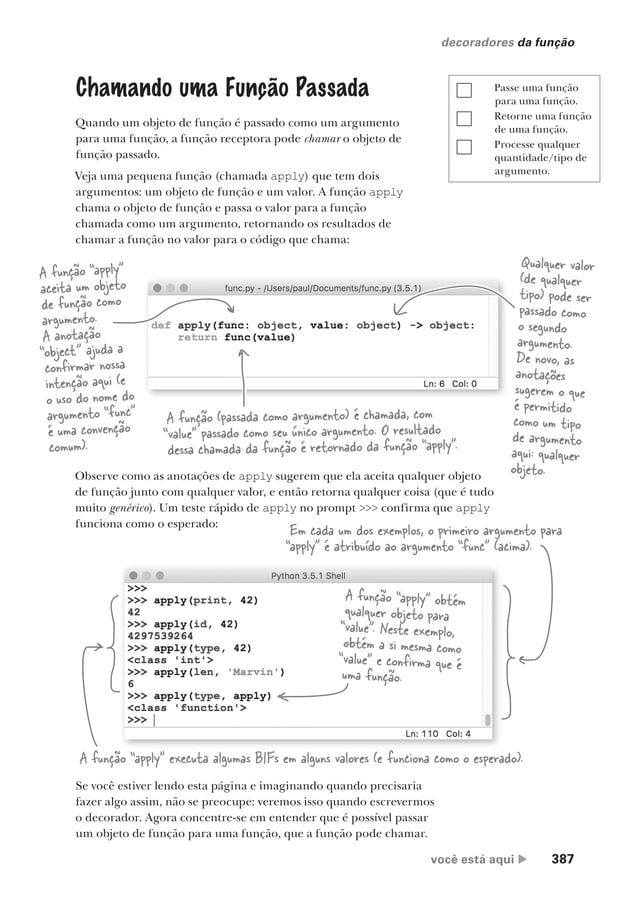 decoradores da função
Chamando uma Função Passada
Quando um objeto de função é passado como um argumento
para uma função, a função receptora pode chamar o objeto de
função passado.
Veja uma pequena função (chamada apply) que tem dois
argumentos: um objeto de função e um valor. A função apply
chama o objeto de função e passa o valor para a função
chamada como um argumento, retornando os resultados de
chamar a função no valor para o código que chama:
Passe uma função
para uma função.
Retorne uma função
de uma função.
Processe qualquer
quantidade/tipo de
argumento.
A função "apply"
aceita um objeto
de função como
argumento.
A anotação
"object" ajuda a
confirmar nossa
intenção aqui (e
o uso do nome do
argumento "func"
é uma convenção
comum).
func.py - /Users/paul/Documents/func.py (3.5.1)
def apply(func: object, value: object) -> object:
return func(value)
Ln: 6 Col: 0
Qualquer valor
(de qualquer
tipo) pode ser
passado como
o segundo
argumento.
De novo, as
anotações
sugerem o que
é permitido
como um tipo
de argumento
aqui: qualquer
objeto.
A função (passada como argumento) é chamada, com
"value" passado como seu único argumento. O resultado
dessa chamada da função é retornado da função "apply".
Observe como as anotações de apply sugerem que ela aceita qualquer objeto
de função junto com qualquer valor, e então retorna qualquer coisa (que é tudo
muito genérico). Um teste rápido de apply no prompt >>> confirma que apply
funciona como o esperado:
Em cada um dos exemplos, o primeiro argumento para
"apply" é atribuído ao argumento "func" (acima).
Python 3.5.1 Shell
>>>
>>> apply(print, 42)
42
>>> apply(id, 42)
4297539264
>>> apply(type, 42)
<class 'int'>
>>> apply(len, 'Marvin')
6
>>> apply(type, apply)
<class 'function'>
>>>
Ln: 110 Col: 4
A função "apply" obtém
qualquer objeto para
"value". Neste exemplo,
obtém a si mesma como
"value" e confirma que é
uma função.
A função "apply" executa algumas BIFs em alguns valores (e funciona como o esperado).
Se você estiver lendo esta página e imaginando quando precisaria
fazer algo assim, não se preocupe: veremos isso quando escrevermos
o decorador. Agora concentre-se em entender que é possível passar
um objeto de função para uma função, que a função pode chamar.
você está aqui ▶ 387